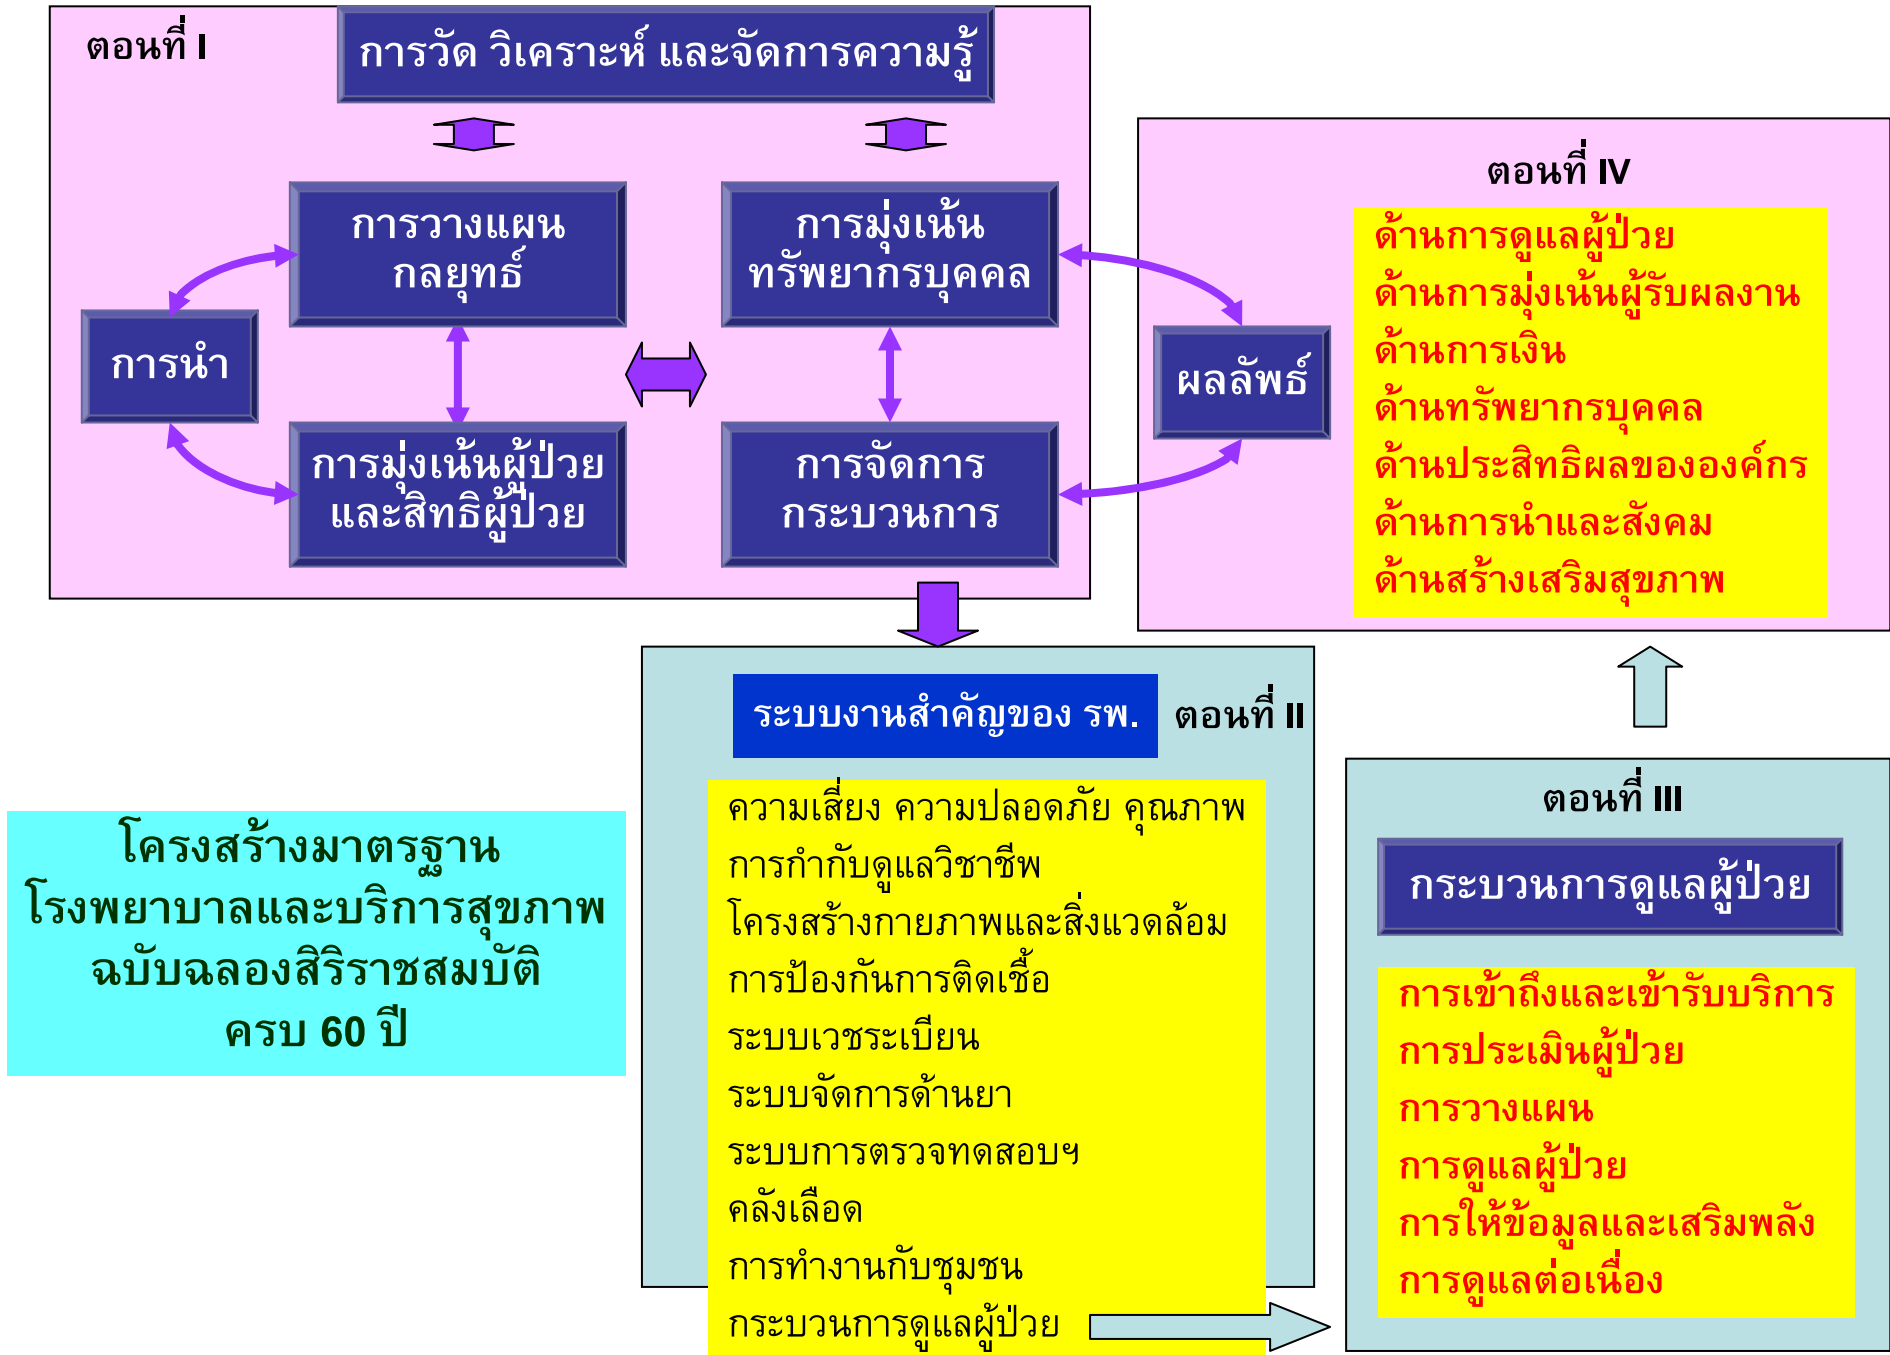 ตอนที่ I
การวัด วิเคราะห์ และจัดการความรู้
การวางแผน
กลยุทธ์
การมุ่งเน้น
ทรัพยากรบุคคล
การนำ
การมุ่งเน้นผู้ป่วย
และสิทธิผู้ป่วย
การจัดการ
กระบวนการ
ตอนที่ IV
ผลลัพธ์
ด้านการดูแลผู้ป่วย
ด้านการมุ่งเน้นผู้รับผลงาน
ด้านการเงิน
ด้านทรัพยากรบุคคล
ด้านประสิทธิผลขององค์กร
ด้านการนำและสังคม
ด้านสร้างเสริมสุขภาพ
ระบบงานสำคัญของ รพ.
ตอนที่ II
ความเสี่ยง ความปลอดภัย คุณภาพ
การกำกับดูแลวิชาชีพ
โครงสร้างกายภาพและสิ่งแวดล้อม
การป้องกันการติดเชื้อ
ระบบเวชระเบียน
ระบบจัดการด้านยา
ระบบการตรวจทดสอบฯ
คลังเลือด
การทำงานกับชุมชน
กระบวนการดูแลผู้ป่วย
ตอนที่ III
กระบวนการดูแลผู้ป่วย
การเข้าถึงและเข้ารับบริการ
การประเมินผู้ป่วย
การวางแผน
การดูแลผู้ป่วย
การให้ข้อมูลและเสริมพลัง
การดูแลต่อเนื่อง
โครงสร้างมาตรฐาน
โรงพยาบาลและบริการสุขภาพ
ฉบับฉลองสิริราชสมบัติ
ครบ 60 ปี